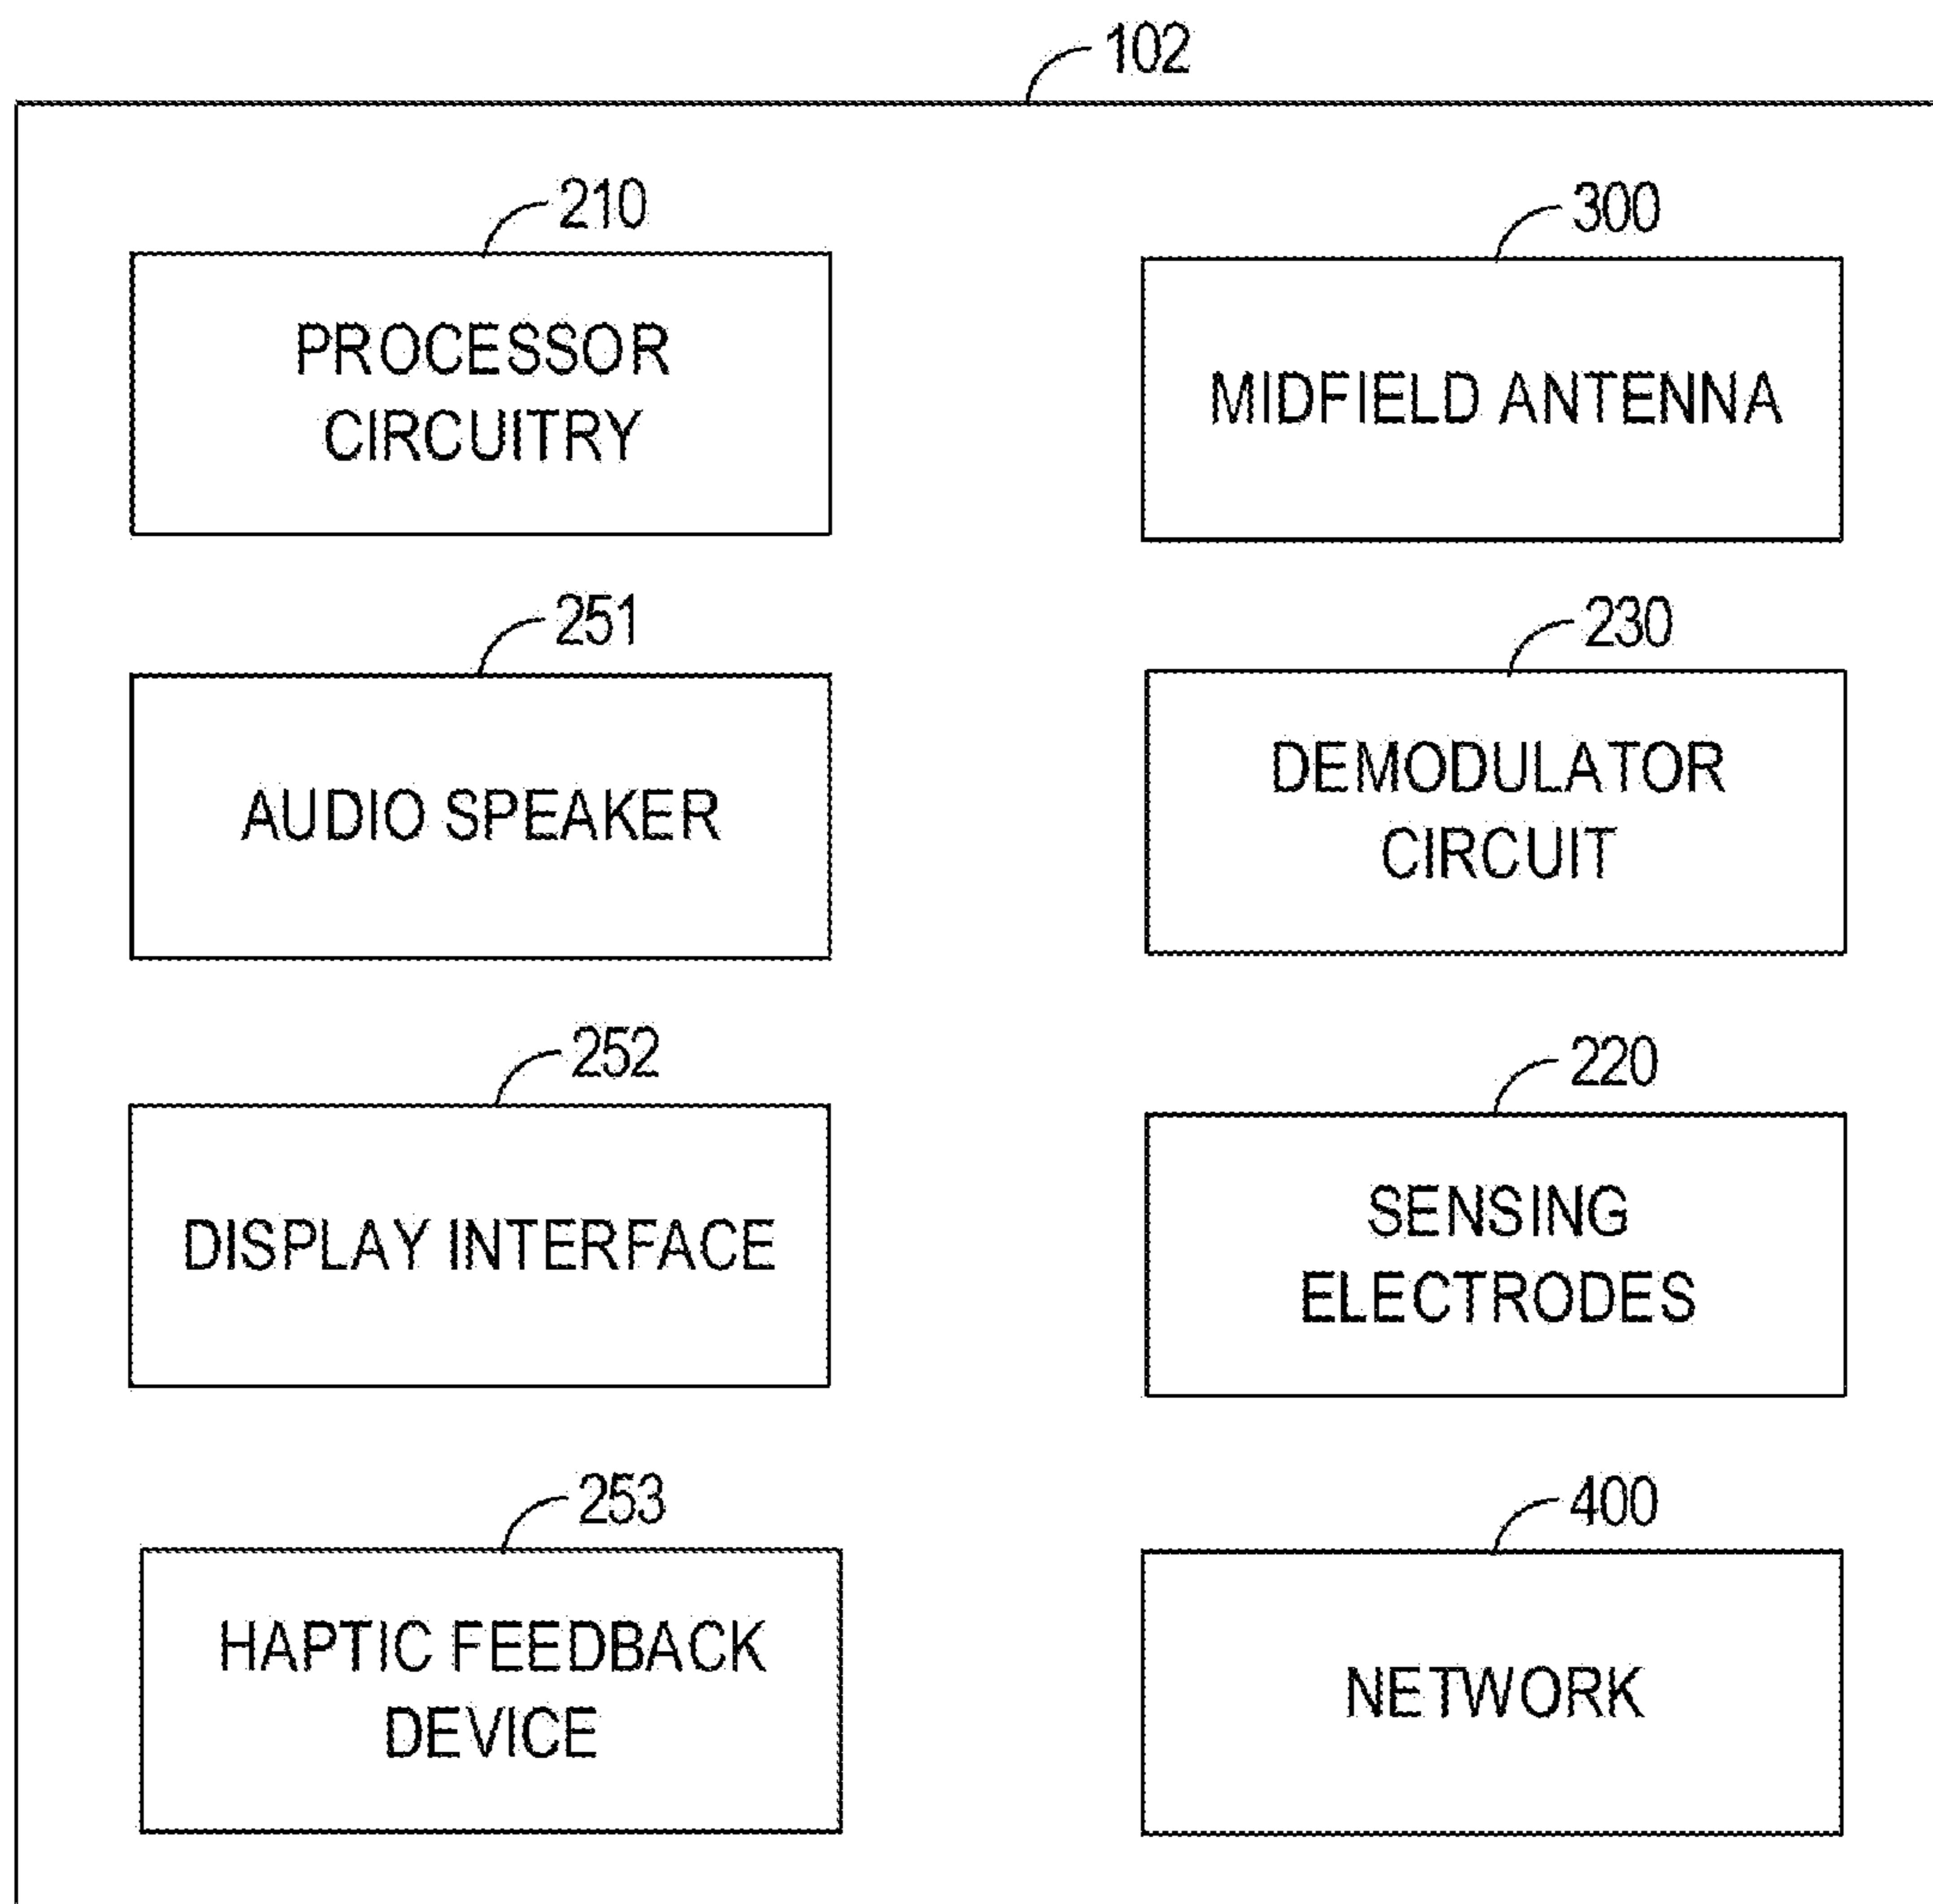 102
210
PROCESSOR
CIRCUITRY
300
MIDFIELD ANTENNA
251
AUDIO SPEAKER
230
DEMODULATOR
CIRCUIT
252
DISPLAY INTERFACE
220
SENSING
ELECTRODES
253
HAPTIC FEEDBACK
DEVICE
400
NETWORK